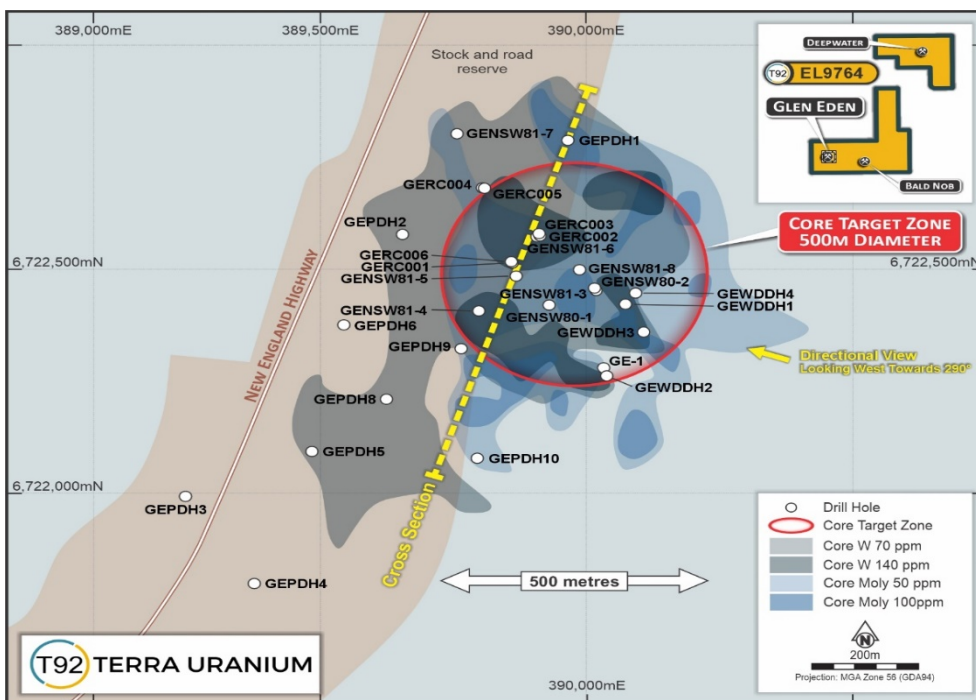 389,000mE
389,500mE
390,000mE
Stock and road
reserve
DEEPWATER
T92 EL9764
GLEN EDEN
BALD NOB
GENSW81-7
GEPDH1
GERC004
GERC005
CORE TARGET ZONE
500M DIAMETER
GEPDH2
GERC003
GERC002
GENSW81-6
GERC006
GERC001
GENSW81-5
6,722,500mN
6,722,500mN
GENSW81-8
GENSW80-2
GENSW81-3
GEWDDH4
GEWDDH1
GENSW81-4
GENSW80-1
GEWDDH3
GEPDH6
GEPDH9
NEW ENGLAND HIGHWAY
Directional View
Looking West Towards 290°
GE-1
GEWDDH2
GEPDH8
GEPDH5
GEPDH10
6,722,000mN
GEPDH3
Cross Section
GEPDH4
500 metres
Drill Hole
Core Target Zone
Core W 70 ppm
Core W 140 ppm
Core Moly 50 ppm
Core Moly 100ppm
N
200m
Projection: MGA Zone 56 (GDA94)
T92 TERRA URANIUM
390,000mE